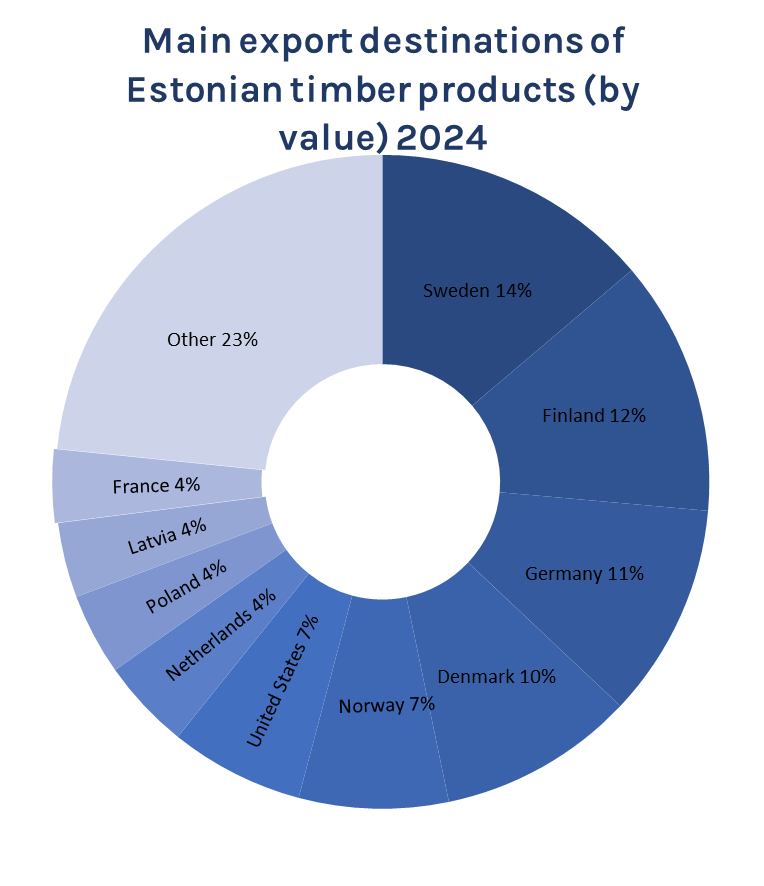 Main export destinations of
Estonian timber products (by
value) 2024
Sweden 14%
Finland 12%
Germany 11%
Denmark 10%
Norway 7%
United States 7%
Netherlands 4%
Poland 4%
Latvia 4%
France 4%
Other 23%